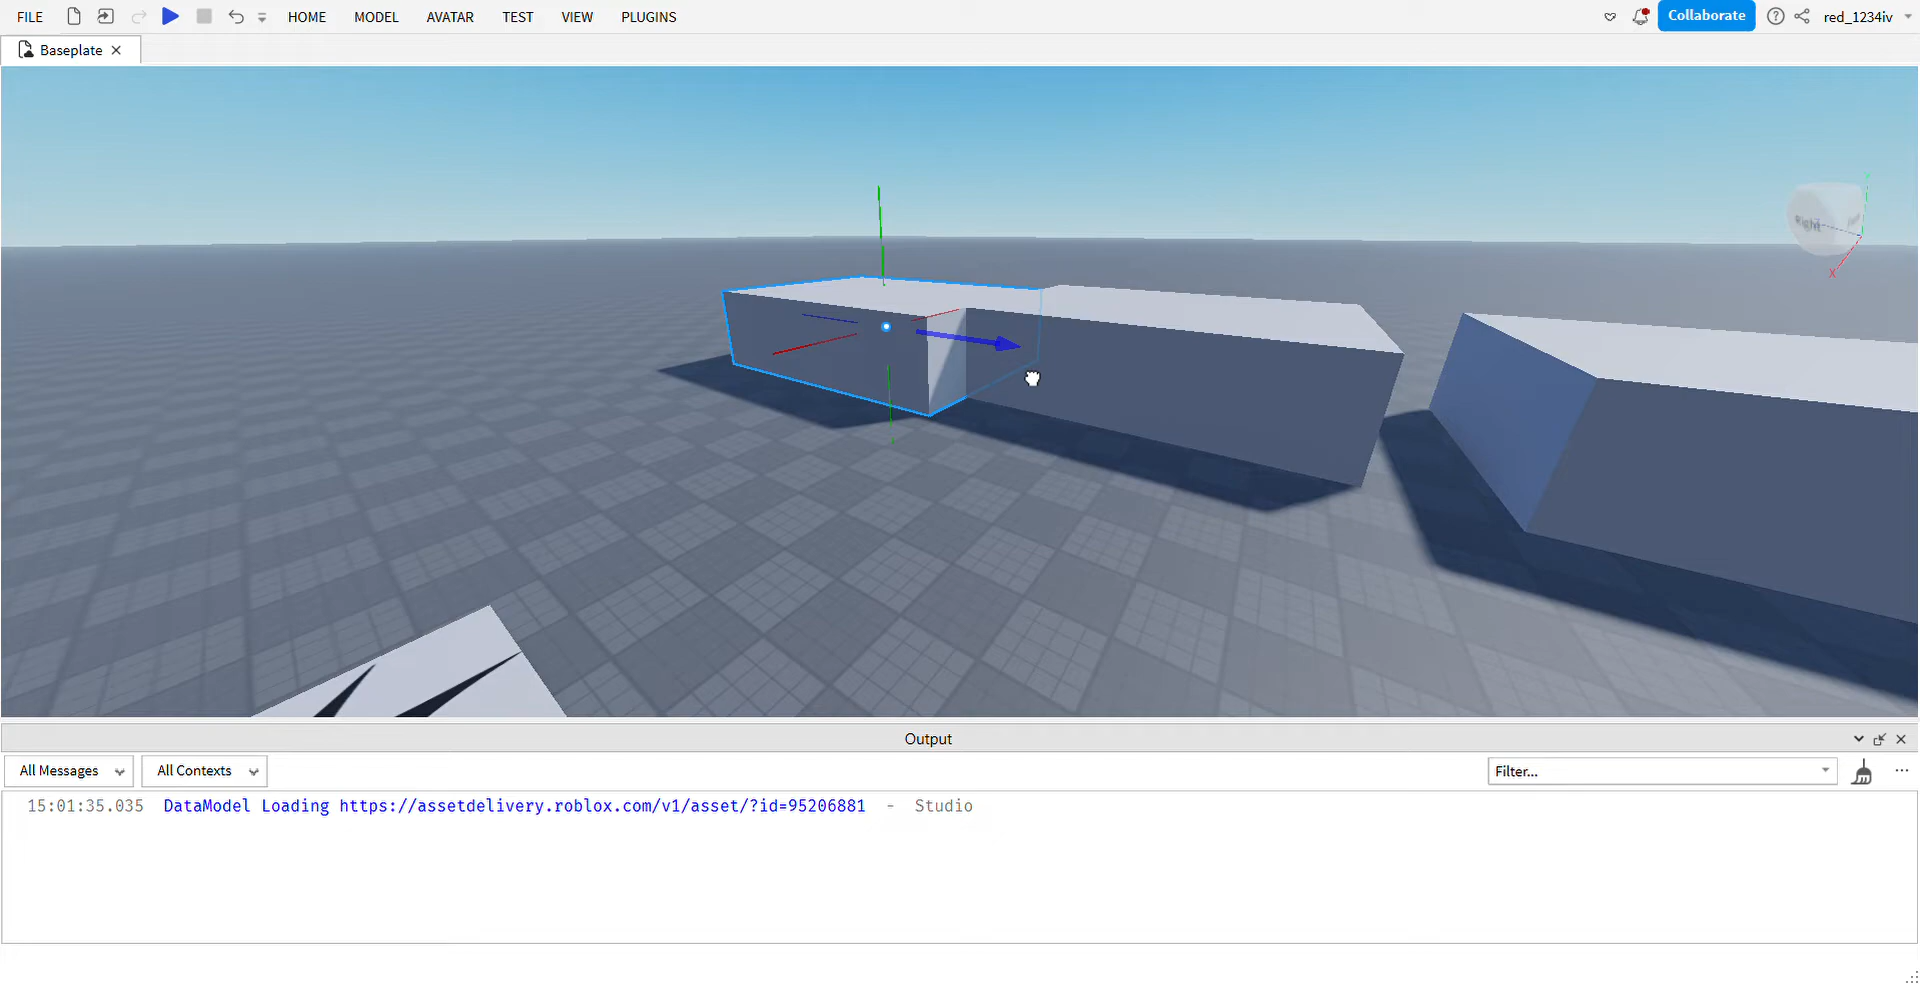 FILE HOME MODEL AVATAR TEST VIEW PLUGINS Collaborate red_1234iv
Baseplate
Right
X
Output
All Messages All Contexts Filter...
15:01:35.035 DataModel Loading https://assetdelivery.roblox.com/v1/asset/?id=95206881 - Studio